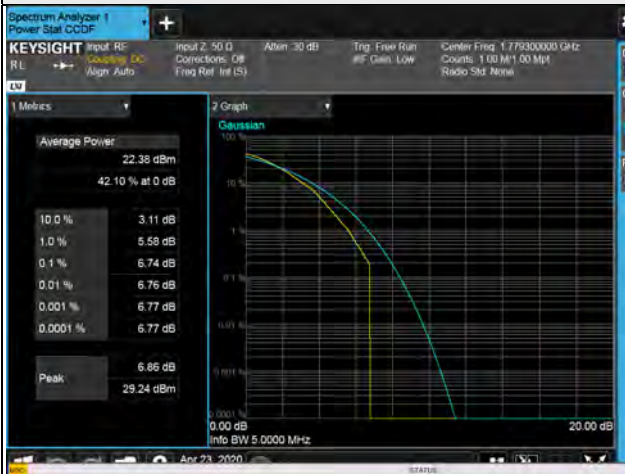 Spectrum Analyzer 1
Power Stat CCDF
+
KEYSIGHT Input: RF Input Z: 50 Ω Atten: 30 dB Trig: Free Run Center Freq: 1.779300000 GHz
RL Coupling: DC Corrections: Off #IF Gain: Low Counts: 1.00 M/1.00 Mpt
Align: Auto Freq Ref: Int (S) Radio Std: None
LW
1 Metrics
2 Graph
Gaussian
Average Power
22.38 dBm
42.10 % at 0 dB
10.0 % 3.11 dB
1.0 % 5.58 dB
0.1 % 6.74 dB
0.01 % 6.76 dB
0.001 % 6.77 dB
0.0001 % 6.77 dB
Peak 6.86 dB
29.24 dBm
100 %
10 %
1 %
0.1 %
0.01 %
0.001 %
0.0001 %
0.00 dB 20.00 dB
Info BW 5.0000 MHz
Apr 23, 2020
MSG STATUS